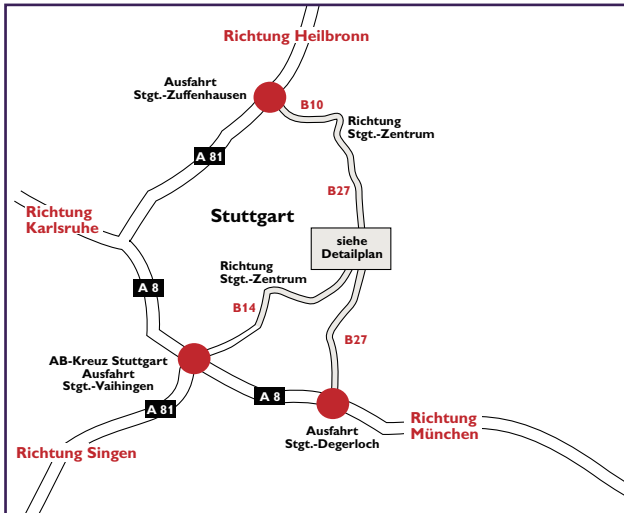 Richtung Heilbronn
Ausfahrt
Stgt.-Zuffenhausen
B10
Richtung
Stgt.-Zentrum
A 81
B27
Richtung
Karlsruhe
Stuttgart
siehe
Detailplan
Richtung
Stgt.-Zentrum
A 8
B14
B27
AB-Kreuz Stuttgart
Ausfahrt
Stgt.-Vaihingen
A 8
A 81
Richtung
München
Ausfahrt
Stgt.-Degerloch
Richtung Singen